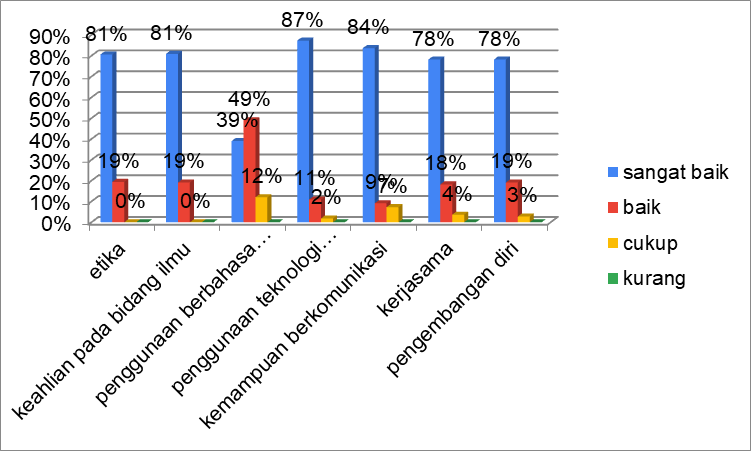 90%
80%
70%
60%
50%
40%
30%
20%
10%
0%
81%
81%
39%
87%
84%
78%
78%
19%
19%
49%
11%
9%
18%
19%
0%
0%
12%
2%
7%
4%
3%
etika
keahlian pada bidang ilmu
penggunaan berbahasa…
penggunaan teknologi…
kemampuan berkomunikasi
kerjasama
pengembangan diri
sangat baik
baik
cukup
kurang